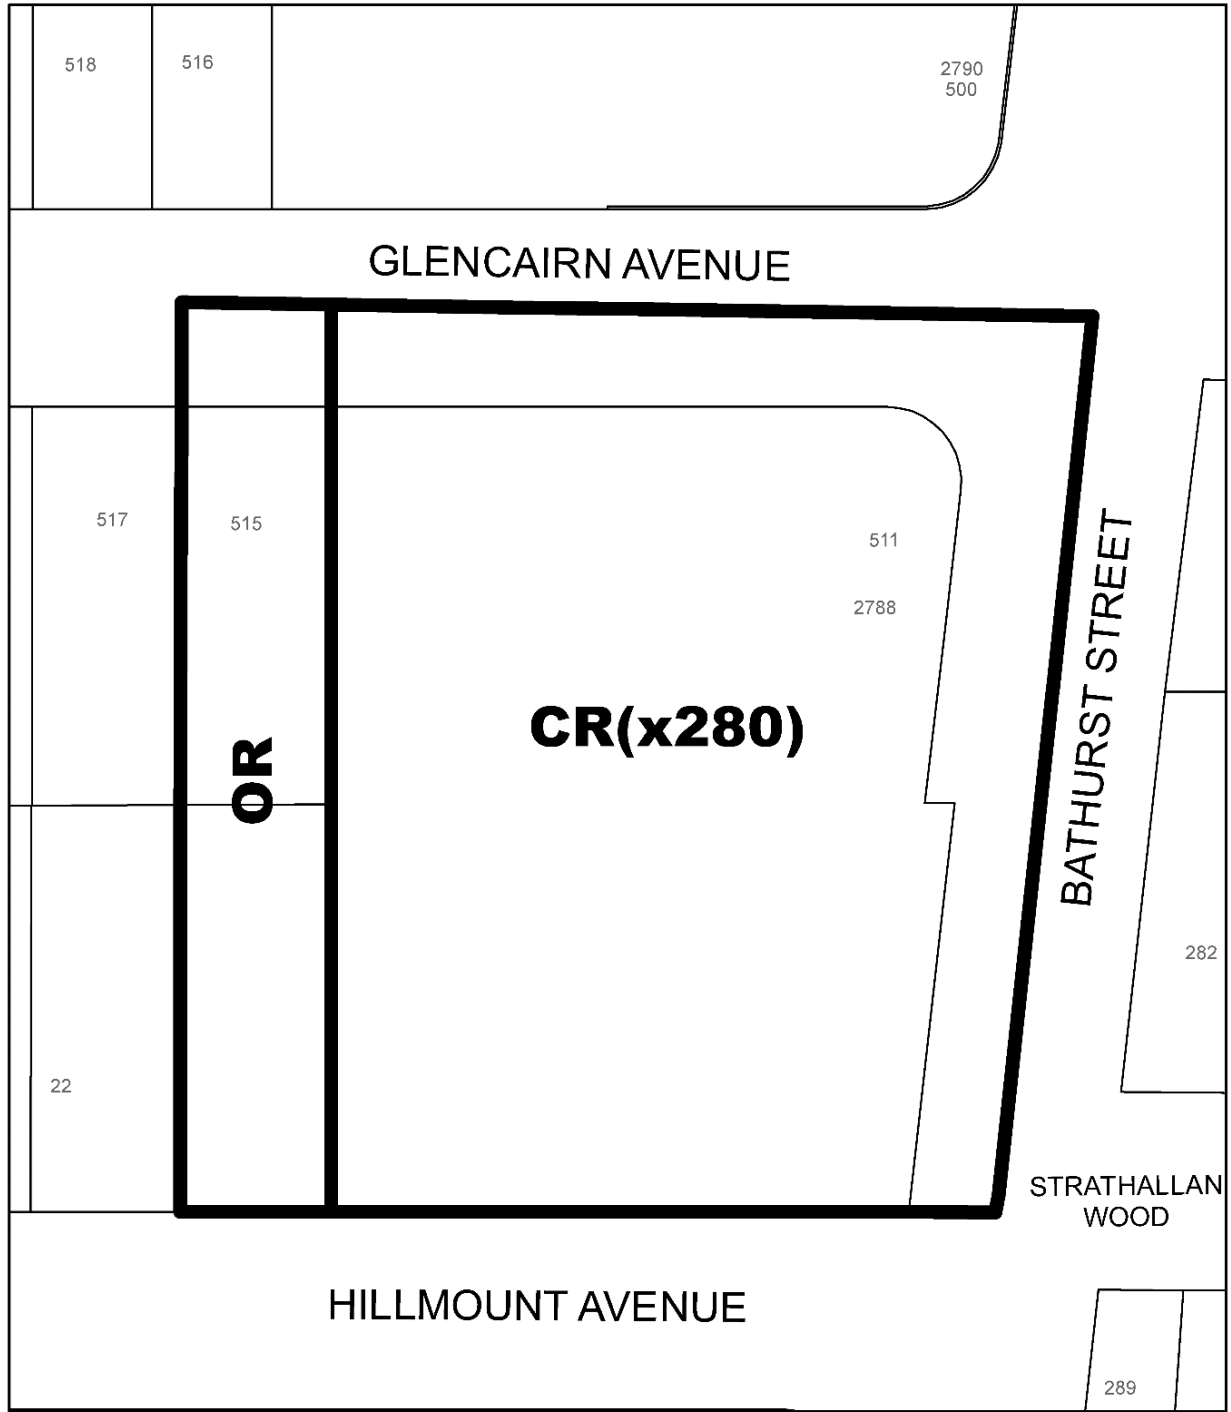 518
516
2790
500
GLENCAIRN AVENUE
517
515
511
2788
BATHURST STREET
CR(x280)
OR
282
22
STRATHALLAN
WOOD
HILLMOUNT AVENUE
289